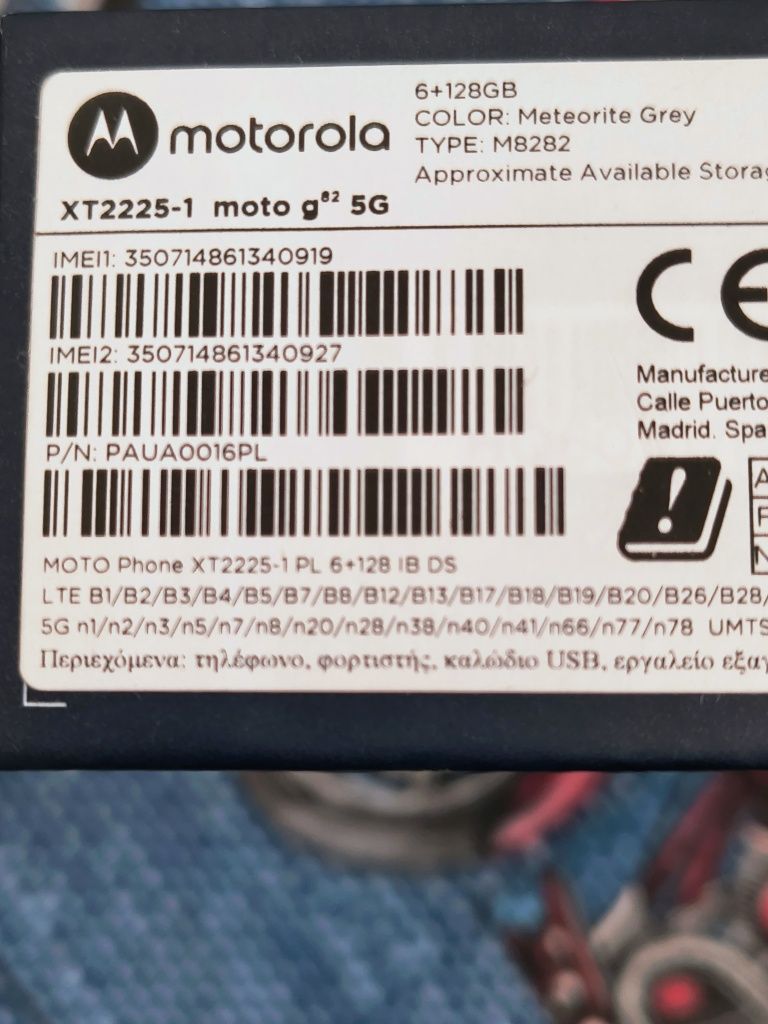 motorola
6+128GB
COLOR: Meteorite Grey
TYPE: M8282
Approximate Available
XT2225-1 moto g82 5G
IMEI1: 350714861340919
IMEI2: 350714861340927
P/N: PAUA0016PL
CE
Manufacture
Calle Puerto
Madrid. Spa
MOTO Phone XT2225-1 PL 6+128 IB DS
LTE B1/B2/B3/B4/B5/B7/B8/B12/B13/B17/B18/B19/B20/B26/B28/
5G n1/n2/n3/n5/n7/n8/n20/n28/n38/n40/n41/n66/n77/n78 UMTS
Περιεχόμενα: τηλέφωνο, φορτιστής, καλώδιο USB, εργαλείο